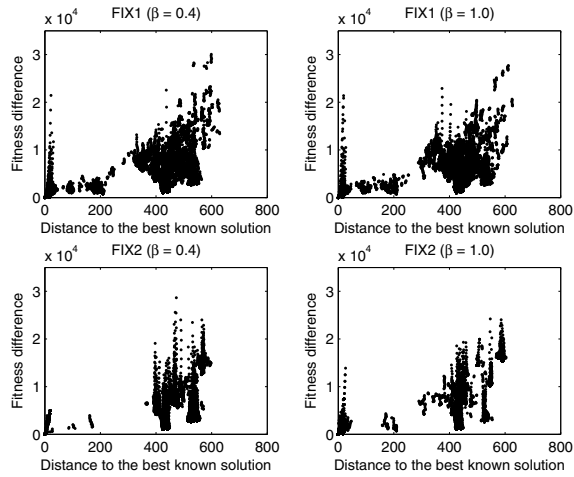 FIX1 (β = 0.4)
x 10^4
3
2
1
0
Fitness difference
0 200 400 600 800
Distance to the best known solution
FIX1 (β = 1.0)
x 10^4
3
2
1
0
Fitness difference
0 200 400 600 800
Distance to the best known solution
FIX2 (β = 0.4)
x 10^4
3
2
1
0
Fitness difference
0 200 400 600 800
Distance to the best known solution
FIX2 (β = 1.0)
x 10^4
3
2
1
0
Fitness difference
0 200 400 600 800
Distance to the best known solution